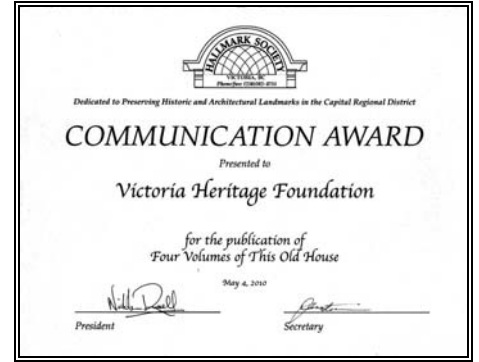 HALLMARK SOCIETY
VICTORIA, BC
Dedicated to Preserving Historic and Architectural Landmarks in the Capital Regional District
COMMUNICATION AWARD
Presented to
Victoria Heritage Foundation
for the publication of
Four Volumes of This Old House
May 4, 2010
President
Secretary